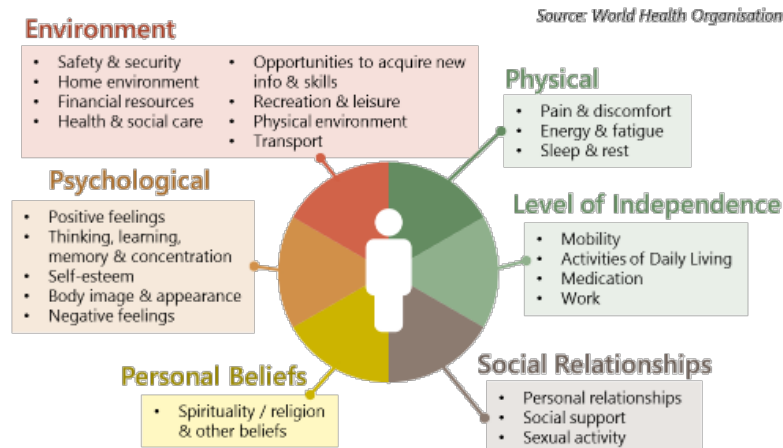 Source: World Health Organisation
Environment
• Safety & security
• Home environment
• Financial resources
• Health & social care
• Opportunities to acquire new
info & skills
• Recreation & leisure
• Physical environment
• Transport
Physical
• Pain & discomfort
• Energy & fatigue
• Sleep & rest
Psychological
• Positive feelings
• Thinking, learning,
memory & concentration
• Self-esteem
• Body image & appearance
• Negative feelings
Level of Independence
• Mobility
• Activities of Daily Living
• Medication
• Work
Personal Beliefs
• Spirituality / religion
& other beliefs
Social Relationships
• Personal relationships
• Social support
• Sexual activity